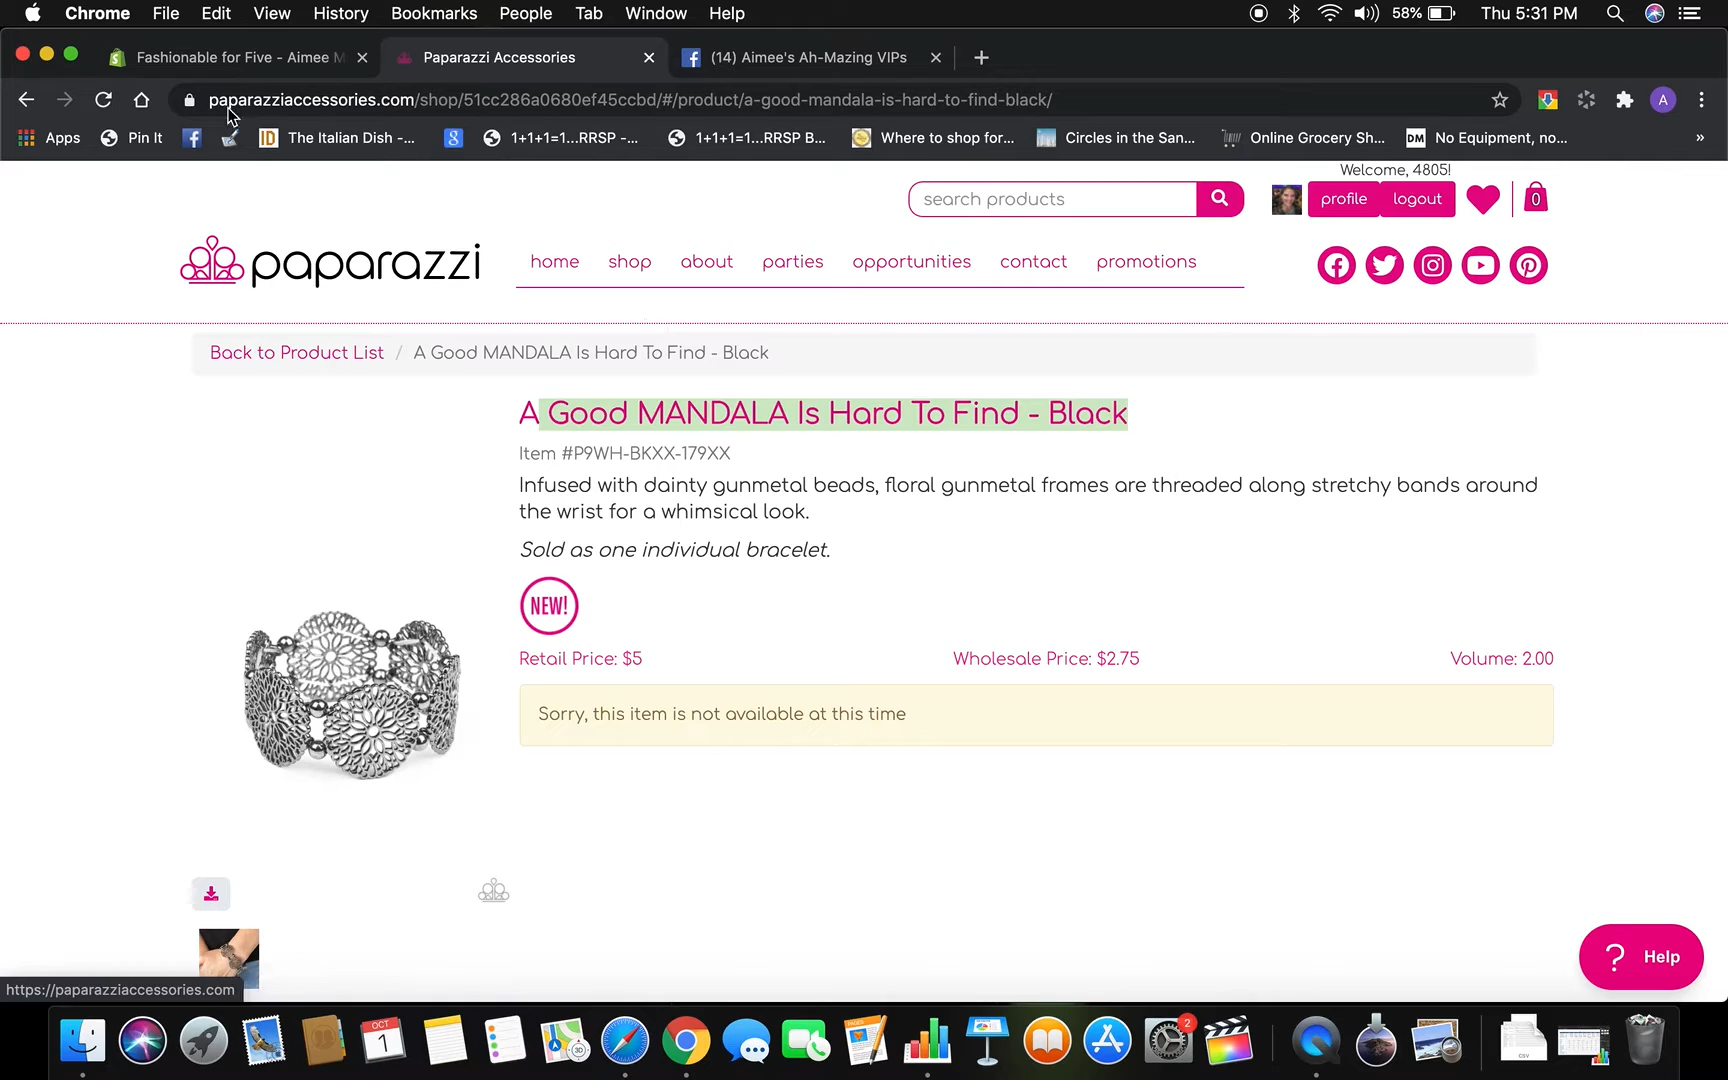 Chrome File Edit View History Bookmarks People Tab Window Help 58% Thu 5:31 PM
Fashionable for Five - Aimee M Paparazzi Accessories (14) Aimee's Ah-Mazing VIPs
paparazziaccessories.com/shop/51cc286a0680ef45ccbd/#/product/a-good-mandala-is-hard-to-find-black/ A
Apps Pin It The Italian Dish -... 1+1+1=1...RRSP -... 1+1+1=1...RRSP B... Where to shop for... Circles in the San... Online Grocery Sh... DM No Equipment, no... »
Welcome, 4805!
search products profile logout 0
paparazzi home shop about parties opportunities contact promotions
Back to Product List / A Good MANDALA Is Hard To Find - Black
A Good MANDALA Is Hard To Find - Black
Item #P9WH-BKXX-179XX
Infused with dainty gunmetal beads, floral gunmetal frames are threaded along stretchy bands around
the wrist for a whimsical look.
Sold as one individual bracelet.
NEW!
Retail Price: $5 Wholesale Price: $2.75 Volume: 2.00
Sorry, this item is not available at this time
? Help
https://paparazziaccessories.com
OCT
1
2
PAGES
CSV